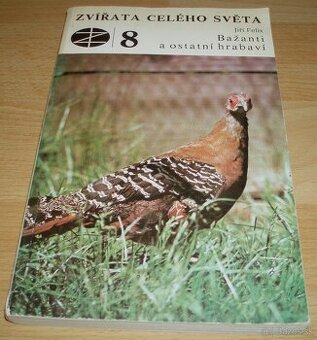 ZVÍŘATA CELÉHO SVĚTA
8
Jiří Felix
Bažanti
a ostatní hrabaví